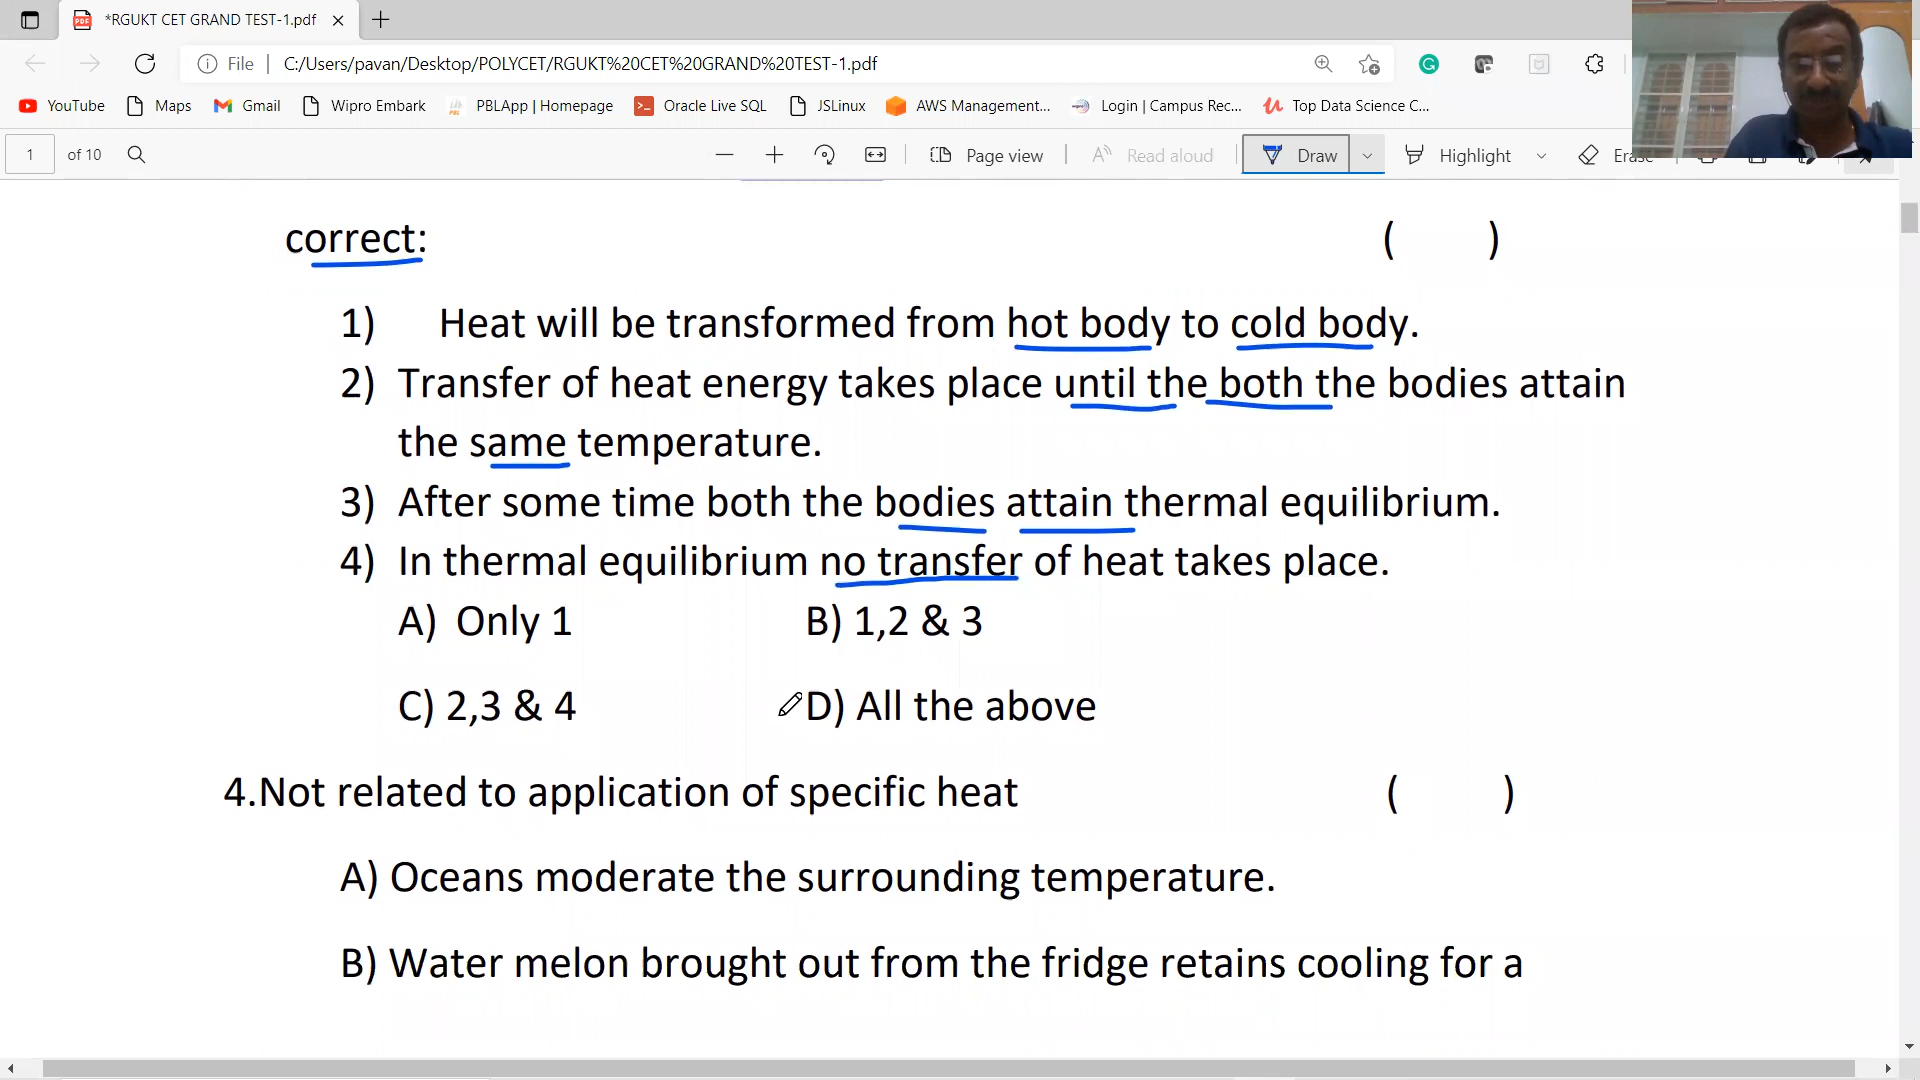 *RGUKT CET GRAND TEST-1.pdf
File
C:/Users/pavan/Desktop/POLYCET/RGUKT%20CET%20GRAND%20TEST-1.pdf
YouTube Maps Gmail Wipro Embark PBLApp | Homepage Oracle Live SQL JSLinux AWS Management... Login | Campus Rec... Top Data Science C...
1 of 10 Page view Read aloud Draw Highlight Erase
correct: ( )
1) Heat will be transformed from hot body to cold body.
2) Transfer of heat energy takes place until the both the bodies attain
the same temperature.
3) After some time both the bodies attain thermal equilibrium.
4) In thermal equilibrium no transfer of heat takes place.
A) Only 1 B) 1,2 & 3
C) 2,3 & 4 D) All the above
4.Not related to application of specific heat ( )
A) Oceans moderate the surrounding temperature.
B) Water melon brought out from the fridge retains cooling for a